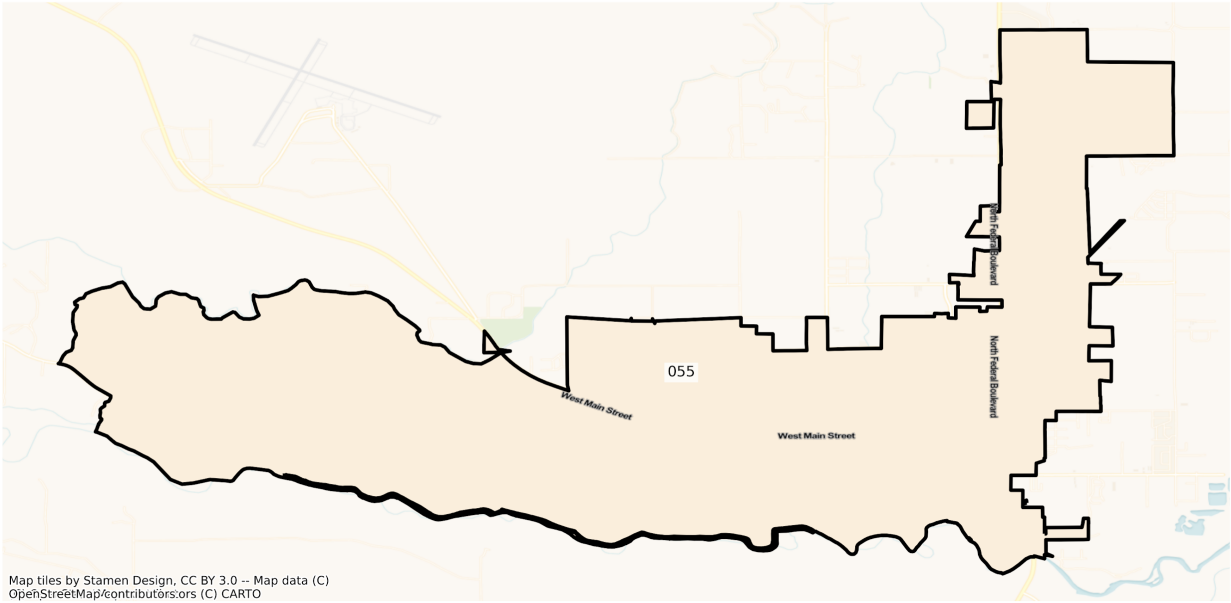 North Federal Boulevard
North Federal Boulevard
055
West Main Street
West Main Street
Map tiles by Stamen Design, CC BY 3.0 -- Map data (C)
OpenStreetMap contributors
(C) CARTO